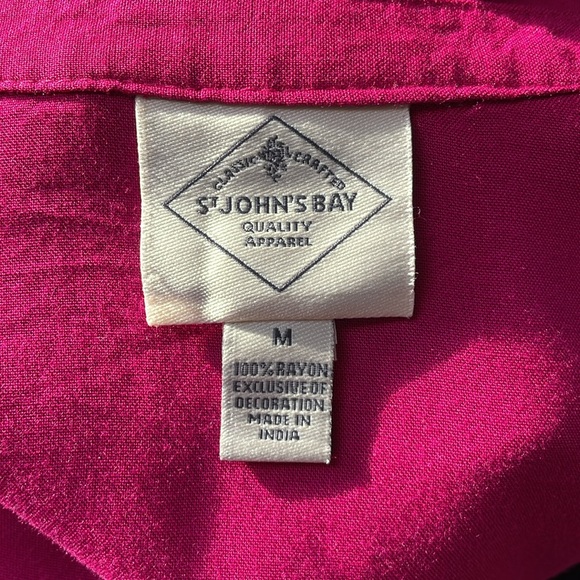 CLASSIC CRAFTED
ST JOHN'S BAY
QUALITY
APPAREL
M
100% RAYON
EXCLUSIVE OF
DECORATION
MADE IN
INDIA